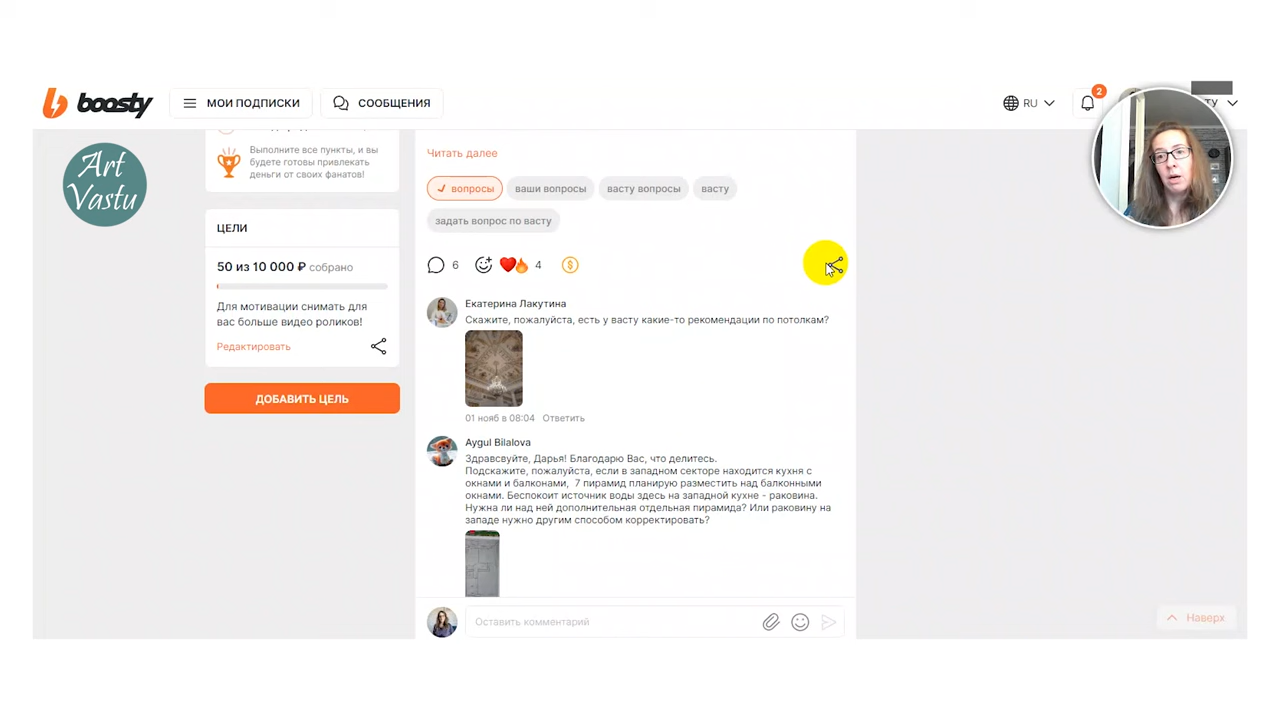 boosty
МОИ ПОДПИСКИ
СООБЩЕНИЯ
RU
2
Art
Vastu
Выполните все пункты, и вы
будете готовы привлекать
деньги от своих фанатов!
ЦЕЛИ
50 из 10 000 ₽ собрано
Для мотивации снимать для
вас больше видео роликов!
Редактировать
ДОБАВИТЬ ЦЕЛЬ
Читать далее
вопросы
ваши вопросы
васту вопросы
васту
задать вопрос по васту
6
4
Екатерина Лакутина
Скажите, пожалуйста, есть у васту какие-то рекомендации по потолкам?
01 нояб в 08:04 Ответить
Aygul Bilalova
Здравсвуйте, Дарья! Благодарю Вас, что делитесь.
Подскажите, пожалуйста, если в западном секторе находится кухня с
окнами и балконами, 7 пирамид планирую разместить над балконными
окнами. Беспокоит источник воды здесь на западной кухне - раковина.
Нужна ли над ней дополнительная отдельная пирамида? Или раковину на
западе нужно другим способом корректировать?
Оставить комментарий
Наверх